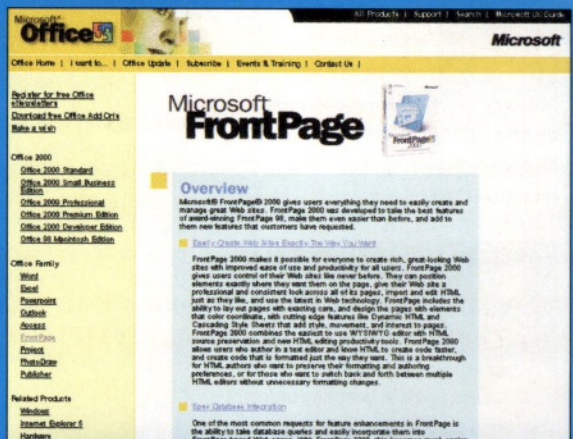 All Products | Support | Search | Microsoft US Guide
Microsoft
Office
Microsoft
Office Home | I want to... | Office Update | Subscribe | Events & Training | Contact Us |
Register for free Office
eNewsletters
Download free Office Add-On's
Make a wish
Office 2000
Office 2000 Standard
Office 2000 Small Business
Edition
Office 2000 Professional
Office 2000 Premium Edition
Office 2000 Developer Edition
Office 98 Macintosh Edition
Office Family
Word
Excel
Powerpoint
Outlook
Access
FrontPage
Project
PhotoDraw
Publisher
Related Products
Windows
Internet Explorer 5
Hardware
Microsoft
FrontPage
FrontPage
2000
Overview
Microsoft® FrontPage® 2000 gives users everything they need to easily create and
manage great Web sites. FrontPage 2000 was developed to take the best features
of award-winning FrontPage 98, make them even easier than before, and add to
them new features that customers have requested.
Easily Create Web Sites Exactly The Way You Want
FrontPage 2000 makes it possible for everyone to create rich, great-looking Web
sites with improved ease of use and productivity for all users. FrontPage 2000
gives users control of their Web sites like never before. They can position
elements exactly where they want them on the page, give their Web site a
professional and consistent look across all of its pages, import and edit HTML
just as they like, and use the latest in Web technology. FrontPage includes the
ability to lay out pages with exacting care, and design the pages with elements
that color coordinate, with cutting edge features like Dynamic HTML and
Cascading Style Sheets that add style, movement, and interest to pages.
FrontPage 2000 combines the easiest to use WYSIWYG editor with HTML
source preservation and new HTML editing productivity tools. FrontPage 2000
allows users who author in a text editor and know HTML to create code faster,
and create code that is formatted just the way they want. This is a breakthrough
for HTML authors who want to preserve their formatting and authoring
preferences, or for those who want to switch back and forth between multiple
HTML editors without unnecessary formatting changes.
Easy Database Integration
One of the most common requests for feature enhancements in FrontPage is
the ability to take database queries and easily incorporate them into